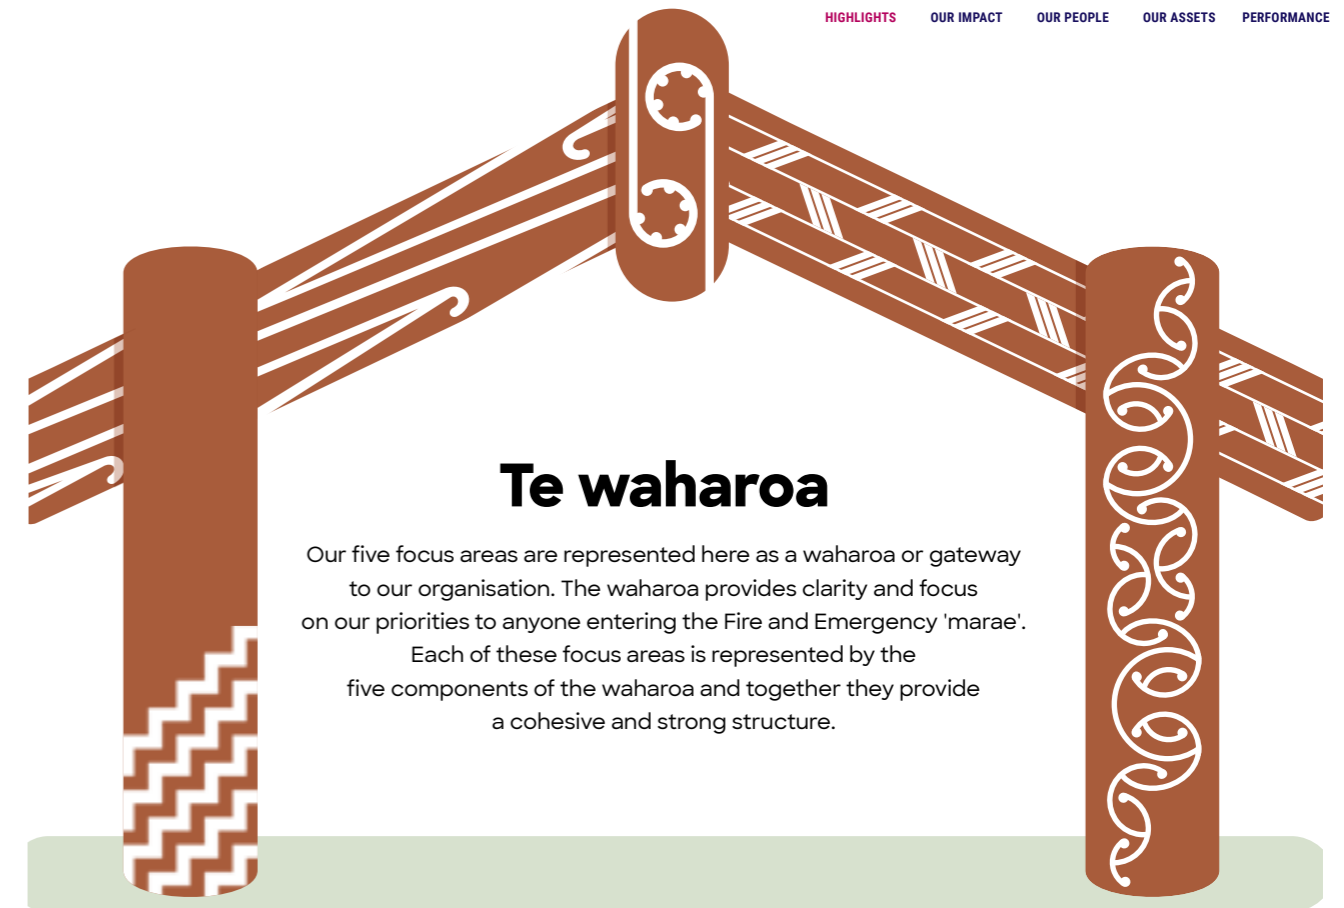 HIGHLIGHTS OUR IMPACT OUR PEOPLE OUR ASSETS PERFORMANCE
Te waharoa
Our five focus areas are represented here as a waharoa or gateway
to our organisation. The waharoa provides clarity and focus
on our priorities to anyone entering the Fire and Emergency 'marae'.
Each of these focus areas is represented by the
five components of the waharoa and together they provide
a cohesive and strong structure.